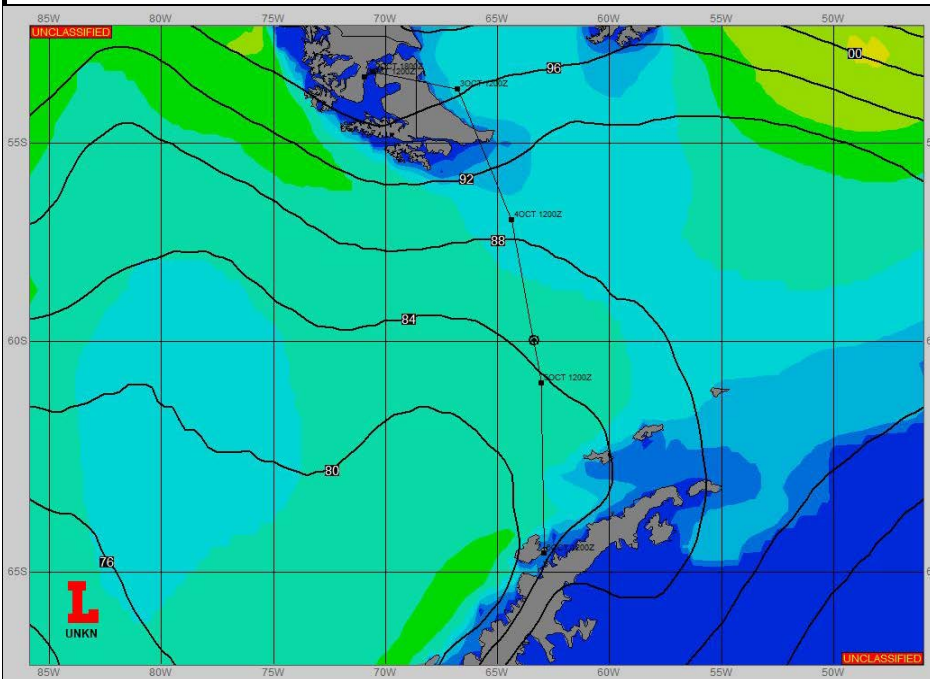 85W 80W 75W 70W 65W 60W 55W 50W
UNCLASSIFIED
00
96
1200Z
3OCT 1200Z
55S
92
4OCT 1200Z
88
84
60S
5OCT 1200Z
80
76
65S
L
UNKN
UNCLASSIFIED
85W 80W 75W 70W 65W 60W 55W 50W